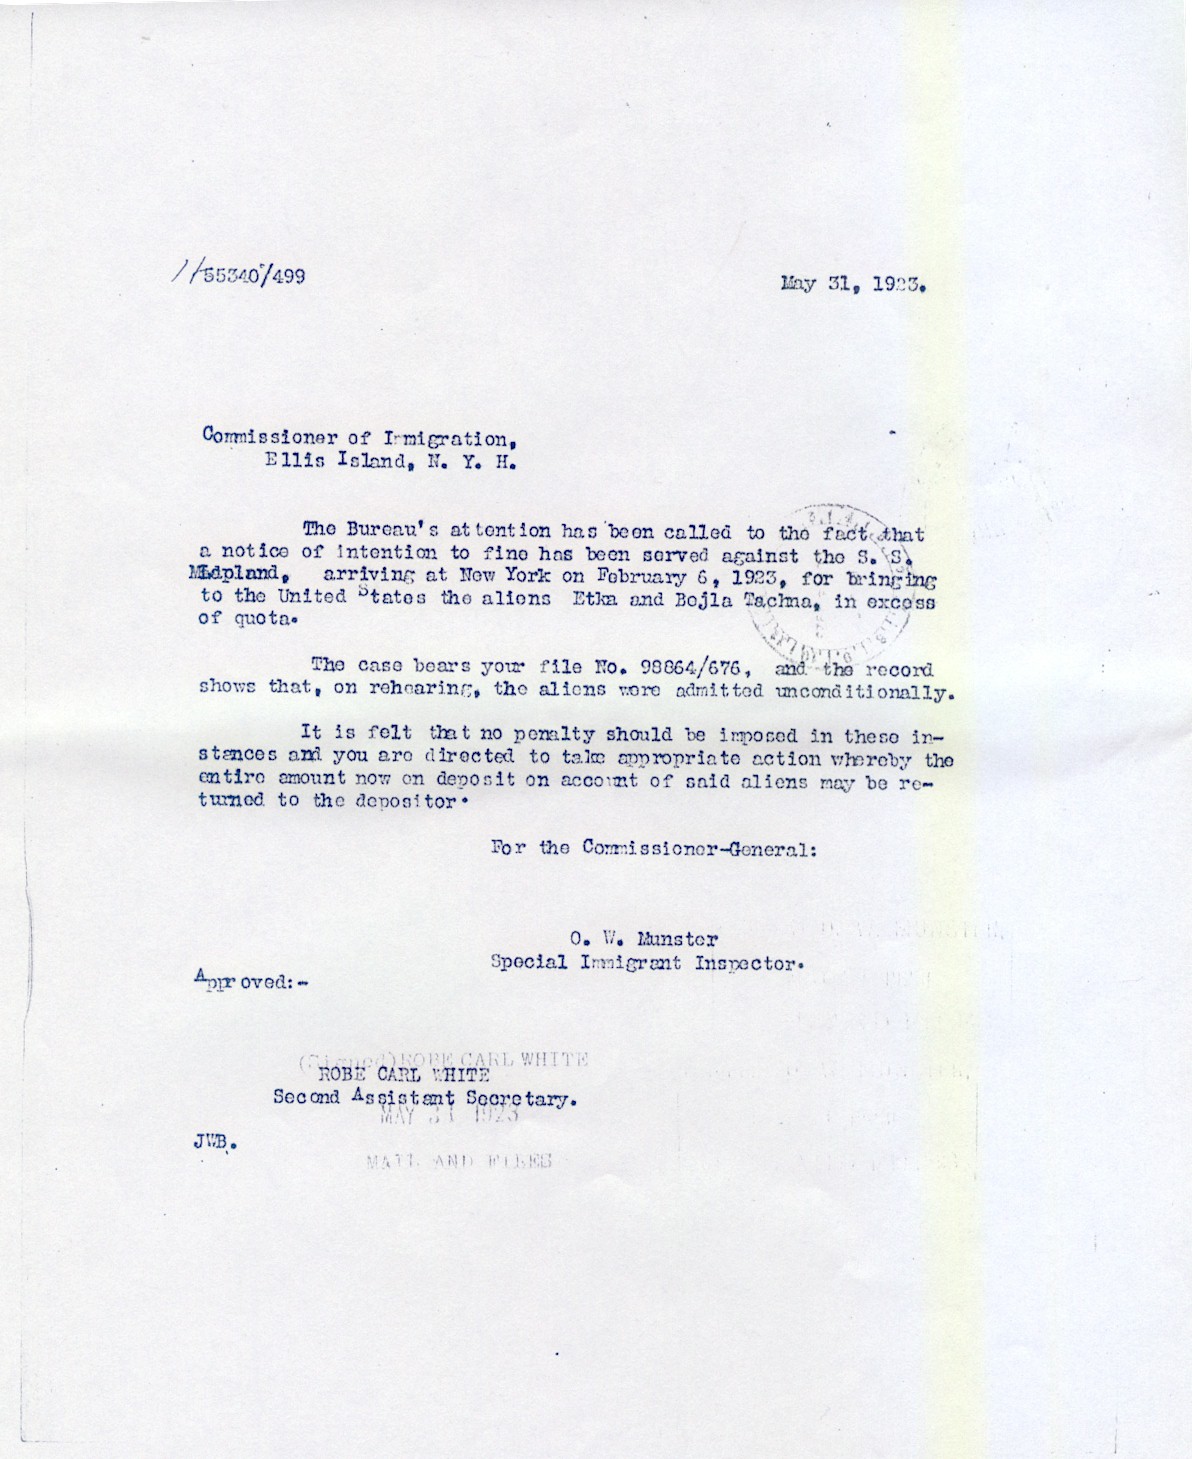 55340/499
May 31, 1923.
Commissioner of Immigration,
Ellis Island, N. Y. H.
The Bureau's attention has been called to the fact that
a notice of intention to fine has been served against the S. S.
arriving at New York on February 6, 1923, for bringing
to the United States the aliens Etka and Bejla Tachma, in excess
of quota.
The case bears your file No. 98864/676, and the record
shows that, on rehearing, the aliens were admitted unconditionally.
It is felt that no penalty should be imposed in these in-
stances and you are directed to take appropriate action whereby the
entire amount now on deposit on account of said aliens may be re-
turned to the depositor.
For the Commissioner-General:
O. W. Munster
Special Immigrant Inspector.
Approved:-
(Signed) ROBE CARL WHITE
ROBE CARL WHITE
Second Assistant Secretary.
MAY 31 1923
JWB.
MAIL AND FILES